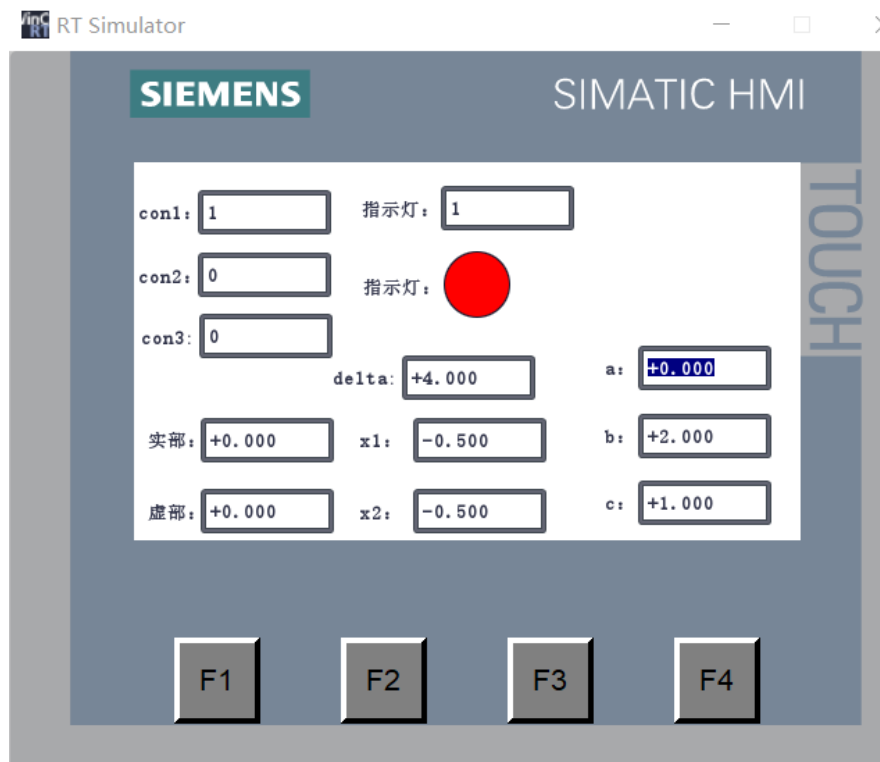 RT Simulator
SIEMENS
SIMATIC HMI
TOUCH
con1: 1
指示灯: 1
con2: 0
指示灯:
con3: 0
delta: +4.000
a: +0.000
实部: +0.000
x1: -0.500
b: +2.000
虚部: +0.000
x2: -0.500
c: +1.000
F1
F2
F3
F4